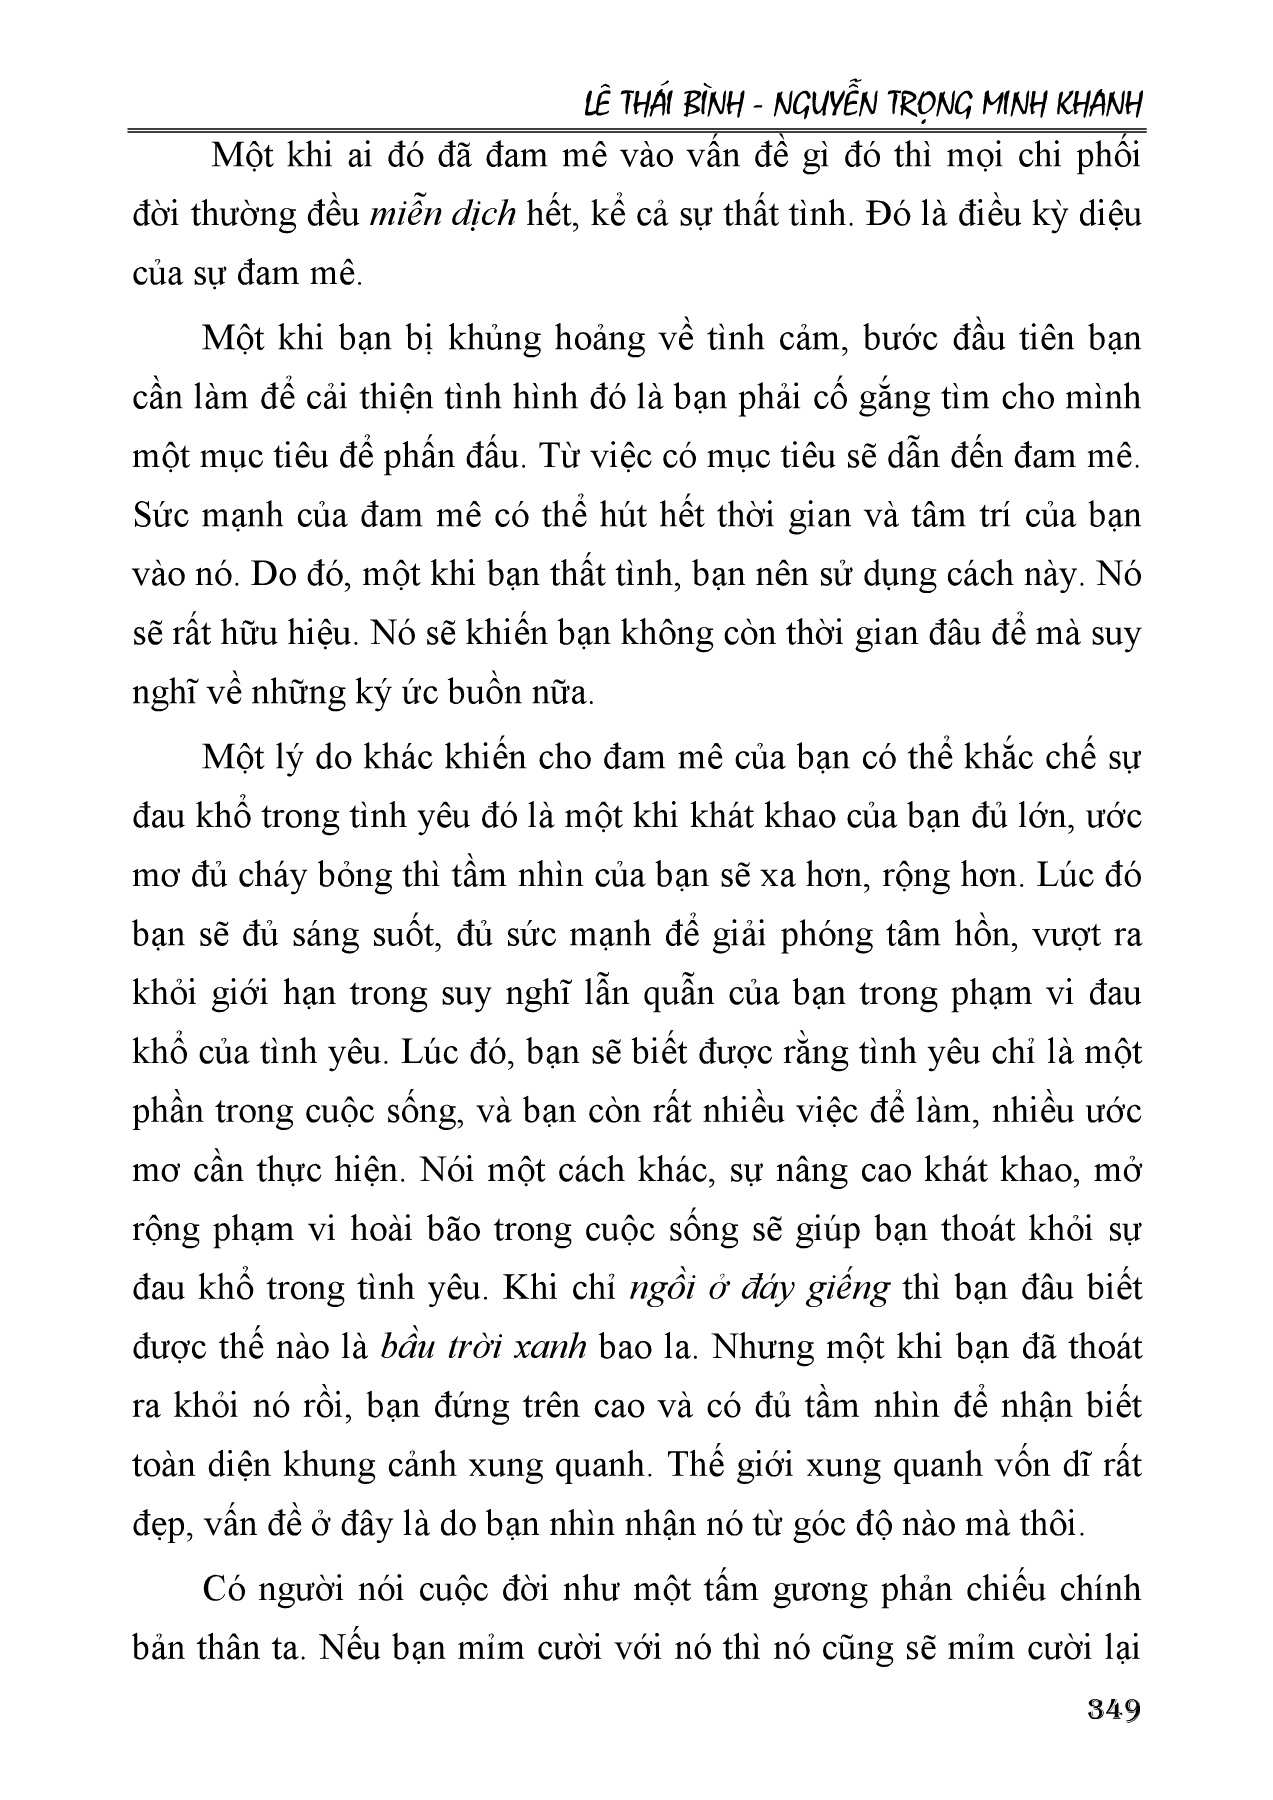 LÊ THÁI BÌNH - NGUYỄN TRỌNG MINH KHANH
Một khi ai đó đã đam mê vào vấn đề gì đó thì mọi chi phối
đời thường đều miễn dịch hết, kể cả sự thất tình. Đó là điều kỳ diệu
của sự đam mê.
Một khi bạn bị khủng hoảng về tình cảm, bước đầu tiên bạn
cần làm để cải thiện tình hình đó là bạn phải cố gắng tìm cho mình
một mục tiêu để phấn đấu. Từ việc có mục tiêu sẽ dẫn đến đam mê.
Sức mạnh của đam mê có thể hút hết thời gian và tâm trí của bạn
vào nó. Do đó, một khi bạn thất tình, bạn nên sử dụng cách này. Nó
sẽ rất hữu hiệu. Nó sẽ khiến bạn không còn thời gian đâu để mà suy
nghĩ về những ký ức buồn nữa.
Một lý do khác khiến cho đam mê của bạn có thể khắc chế sự
đau khổ trong tình yêu đó là một khi khát khao của bạn đủ lớn, ước
mơ đủ cháy bỏng thì tầm nhìn của bạn sẽ xa hơn, rộng hơn. Lúc đó
bạn sẽ đủ sáng suốt, đủ sức mạnh để giải phóng tâm hồn, vượt ra
khỏi giới hạn trong suy nghĩ lẫn quẫn của bạn trong phạm vi đau
khổ của tình yêu. Lúc đó, bạn sẽ biết được rằng tình yêu chỉ là một
phần trong cuộc sống, và bạn còn rất nhiều việc để làm, nhiều ước
mơ cần thực hiện. Nói một cách khác, sự nâng cao khát khao, mở
rộng phạm vi hoài bão trong cuộc sống sẽ giúp bạn thoát khỏi sự
đau khổ trong tình yêu. Khi chỉ ngồi ở đáy giếng thì bạn đâu biết
được thế nào là bầu trời xanh bao la. Nhưng một khi bạn đã thoát
ra khỏi nó rồi, bạn đứng trên cao và có đủ tầm nhìn để nhận biết
toàn diện khung cảnh xung quanh. Thế giới xung quanh vốn dĩ rất
đẹp, vấn đề ở đây là do bạn nhìn nhận nó từ góc độ nào mà thôi.
Có người nói cuộc đời như một tấm gương phản chiếu chính
bản thân ta. Nếu bạn mỉm cười với nó thì nó cũng sẽ mỉm cười lại
349